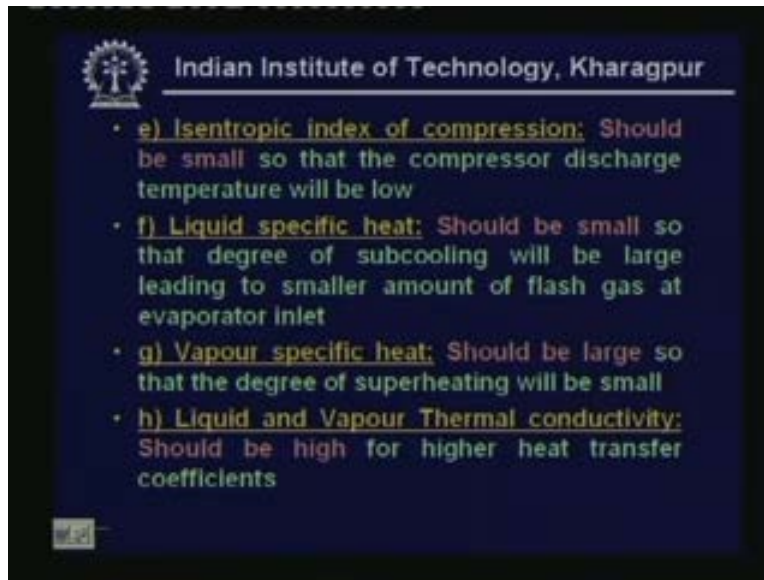 Indian Institute of Technology, Kharagpur
• e) Isentropic index of compression: Should
be small so that the compressor discharge
temperature will be low
• f) Liquid specific heat: Should be small so
that degree of subcooling will be large
leading to smaller amount of flash gas at
evaporator inlet
• g) Vapour specific heat: Should be large so
that the degree of superheating will be small
• h) Liquid and Vapour Thermal conductivity:
Should be high for higher heat transfer
coefficients